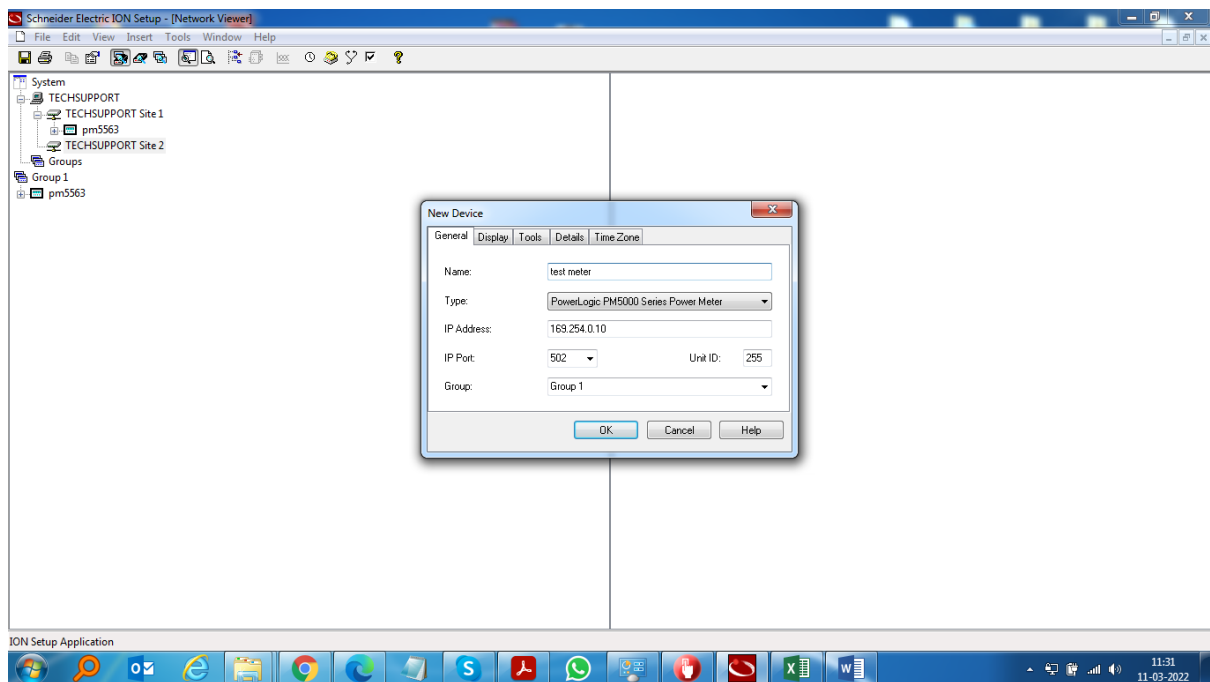 Schneider Electric ION Setup - [Network Viewer]
File Edit View Insert Tools Window Help
System
TECHSUPPORT
TECHSUPPORT Site 1
pm5563
TECHSUPPORT Site 2
Groups
Group 1
pm5563
New Device
General Display Tools Details Time Zone
Name: test meter
Type: PowerLogic PM5000 Series Power Meter
IP Address: 169.254.0.10
IP Port: 502 Unit ID: 255
Group: Group 1
OK Cancel Help
ION Setup Application
11:31
11-03-2022